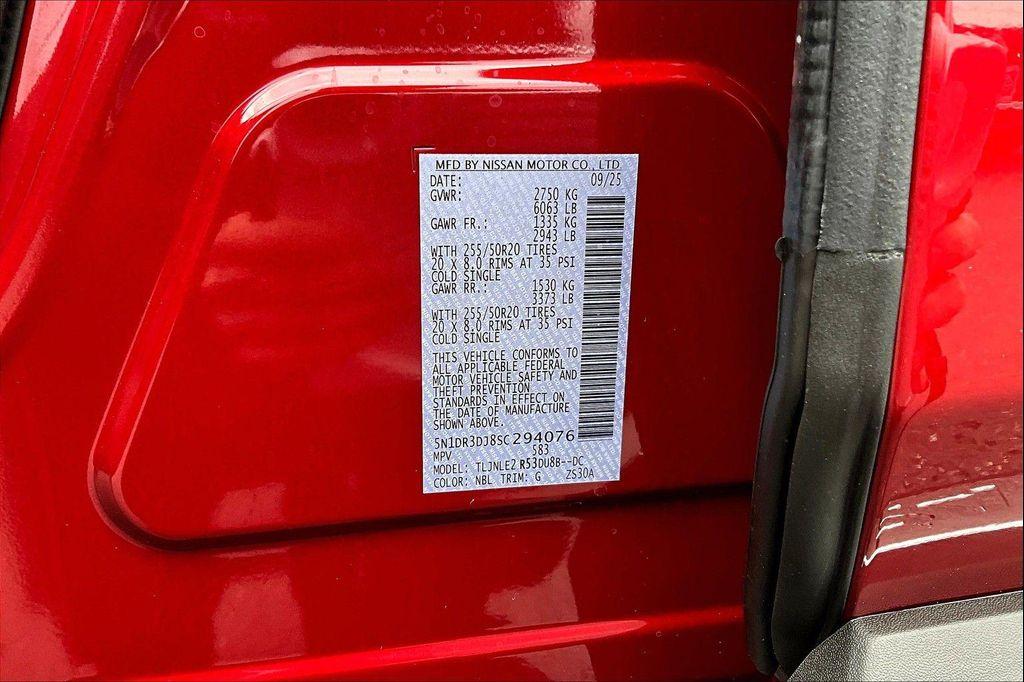 MFD BY NISSAN MOTOR CO., LTD.
DATE: 09/25
GVWR: 2750 KG
6063 LB
GAWR FR.: 1335 KG
2943 LB
WITH 255/50R20 TIRES
20 X 8.0 RIMS AT 35 PSI
COLD SINGLE
GAWR RR.: 1530 KG
3373 LB
WITH 255/50R20 TIRES
20 X 8.0 RIMS AT 35 PSI
COLD SINGLE
THIS VEHICLE CONFORMS TO
ALL APPLICABLE FEDERAL
MOTOR VEHICLE SAFETY AND
THEFT PREVENTION
STANDARDS IN EFFECT ON
THE DATE OF MANUFACTURE
SHOWN ABOVE.
5N1DR3DJ8SC294076
MPV 583
MODEL: TLJNLE2 R53DU8B--DC
COLOR: NBL TRIM: G ZS30A